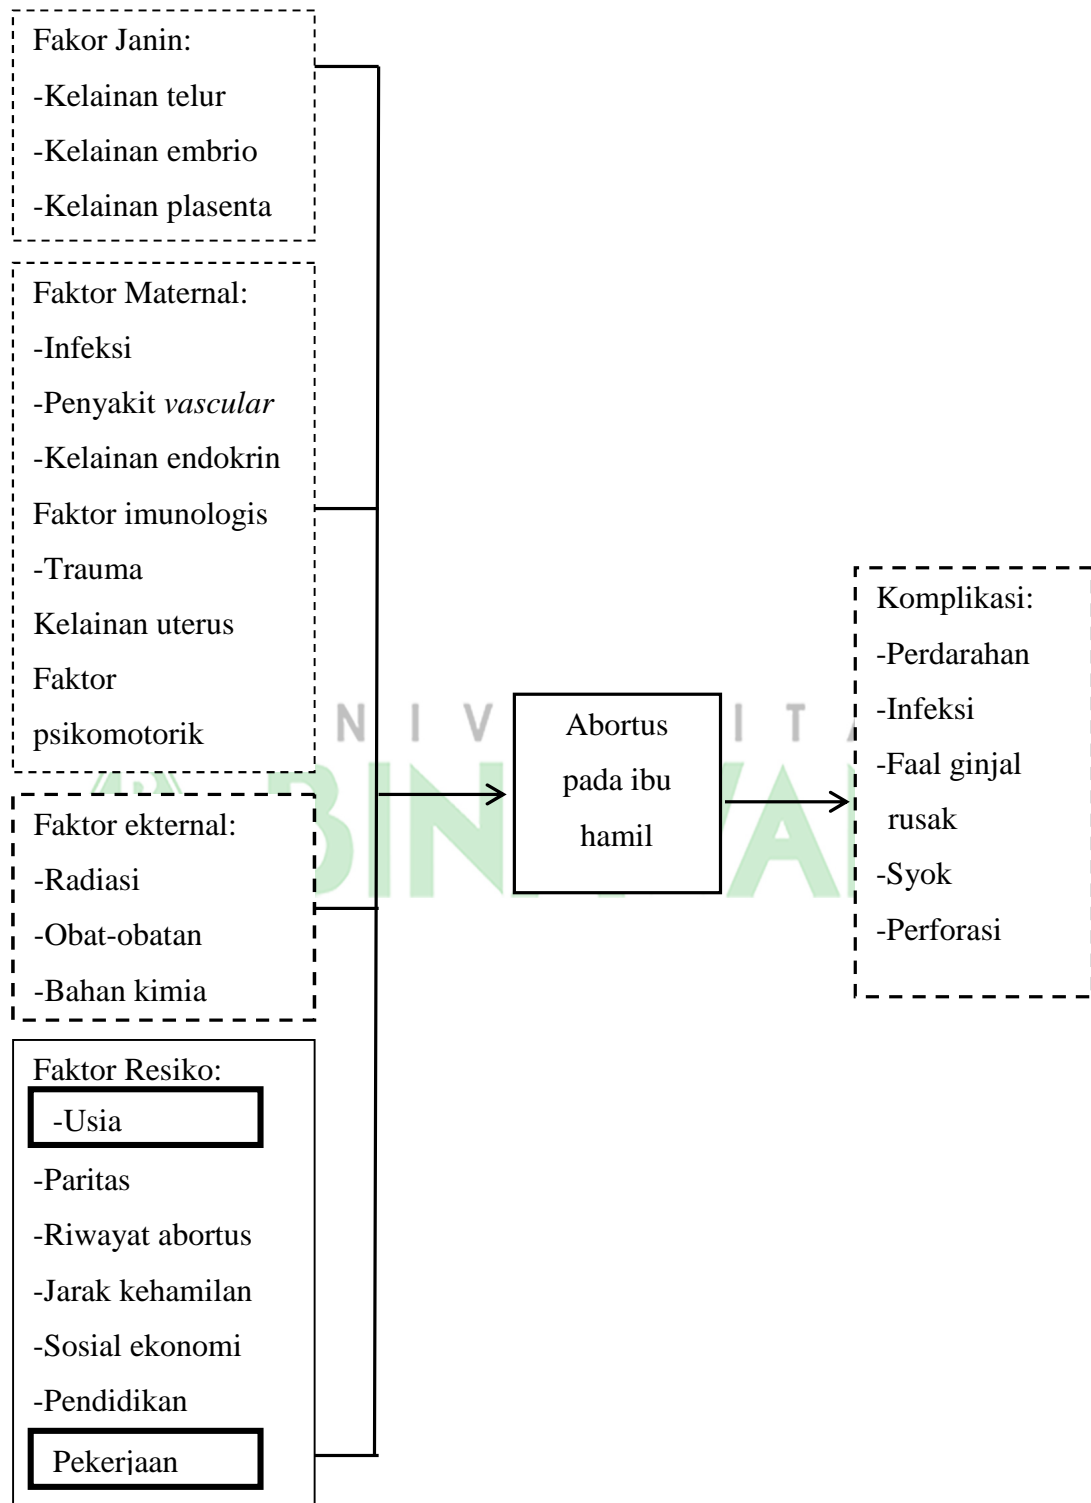 Fakor Janin:
-Kelainan telur
-Kelainan embrio
-Kelainan plasenta
Faktor Maternal:
-Infeksi
-Penyakit vascular
-Kelainan endokrin
Faktor imunologis
-Trauma
Kelainan uterus
Faktor
psikomotorik
Faktor ekternal:
-Radiasi
-Obat-obatan
-Bahan kimia
Faktor Resiko:
-Usia
-Paritas
-Riwayat abortus
-Jarak kehamilan
-Sosial ekonomi
-Pendidikan
Pekerjaan
Abortus
pada ibu
hamil
Komplikasi:
-Perdarahan
-Infeksi
-Faal ginjal
rusak
-Syok
-Perforasi